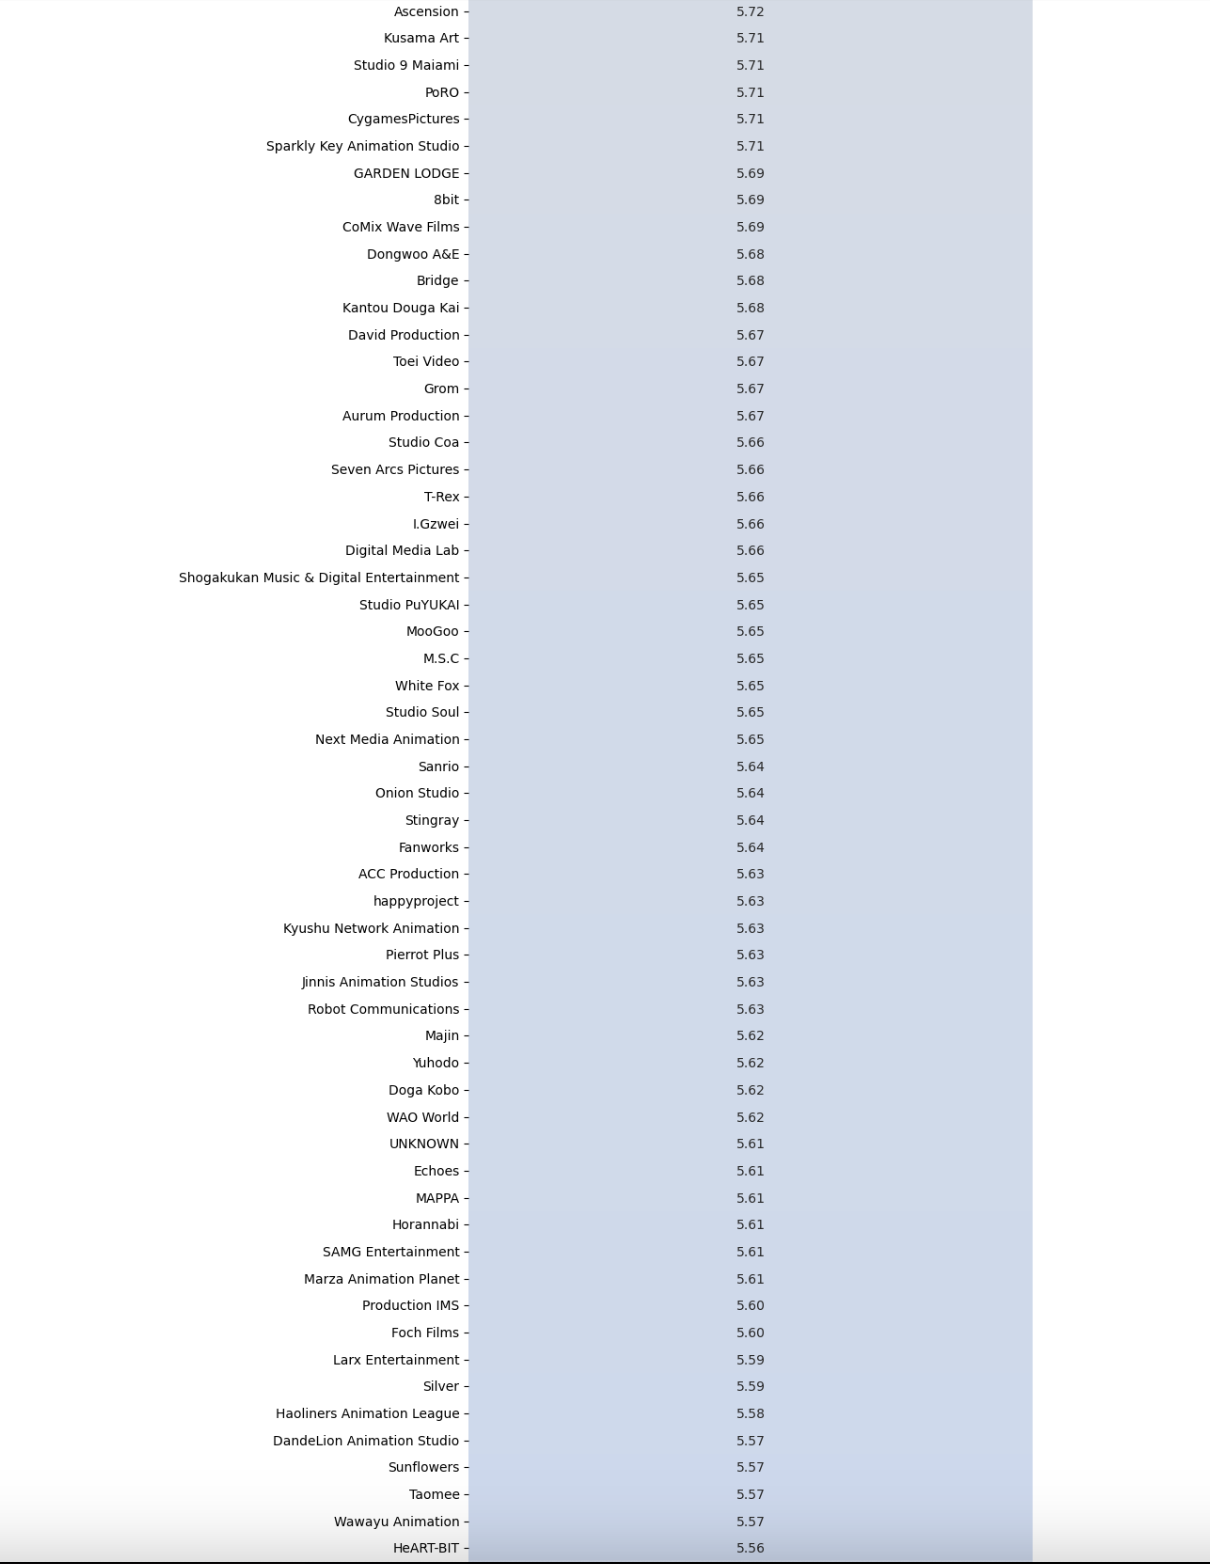 Ascension 5.72
Kusama Art 5.71
Studio 9 Maiami 5.71
PoRO 5.71
CygamesPictures 5.71
Sparkly Key Animation Studio 5.71
GARDEN LODGE 5.69
8bit 5.69
CoMix Wave Films 5.69
Dongwoo A&E 5.68
Bridge 5.68
Kantou Douga Kai 5.68
David Production 5.67
Toei Video 5.67
Grom 5.67
Aurum Production 5.67
Studio Coa 5.66
Seven Arcs Pictures 5.66
T-Rex 5.66
I.Gzwei 5.66
Digital Media Lab 5.66
Shogakukan Music & Digital Entertainment 5.65
Studio PuYUKAI 5.65
MooGoo 5.65
M.S.C 5.65
White Fox 5.65
Studio Soul 5.65
Next Media Animation 5.65
Sanrio 5.64
Onion Studio 5.64
Stingray 5.64
Fanworks 5.64
ACC Production 5.63
happyproject 5.63
Kyushu Network Animation 5.63
Pierrot Plus 5.63
Jinnis Animation Studios 5.63
Robot Communications 5.63
Majin 5.62
Yuhodo 5.62
Doga Kobo 5.62
WAO World 5.62
UNKNOWN 5.61
Echoes 5.61
MAPPA 5.61
Horannabi 5.61
SAMG Entertainment 5.61
Marza Animation Planet 5.61
Production IMS 5.60
Foch Films 5.60
Larx Entertainment 5.59
Silver 5.59
Haoliners Animation League 5.58
DandeLion Animation Studio 5.57
Sunflowers 5.57
Taomee 5.57
Wawayu Animation 5.57
HeART-BIT 5.56